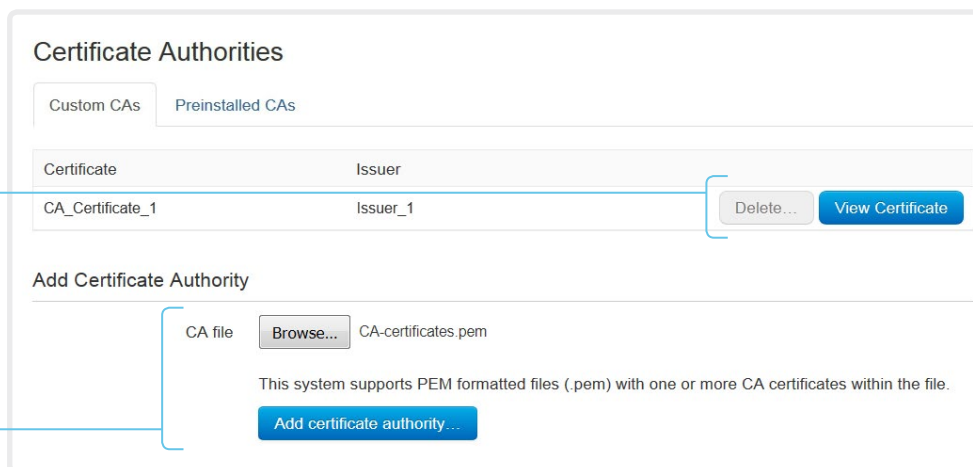 Certificate Authorities
Custom CAs Preinstalled CAs
Certificate Issuer
CA_Certificate_1 Issuer_1 Delete... View Certificate
Add Certificate Authority
CA file Browse... CA-certificates.pem
This system supports PEM formatted files (.pem) with one or more CA certificates within the file.
Add certificate authority...